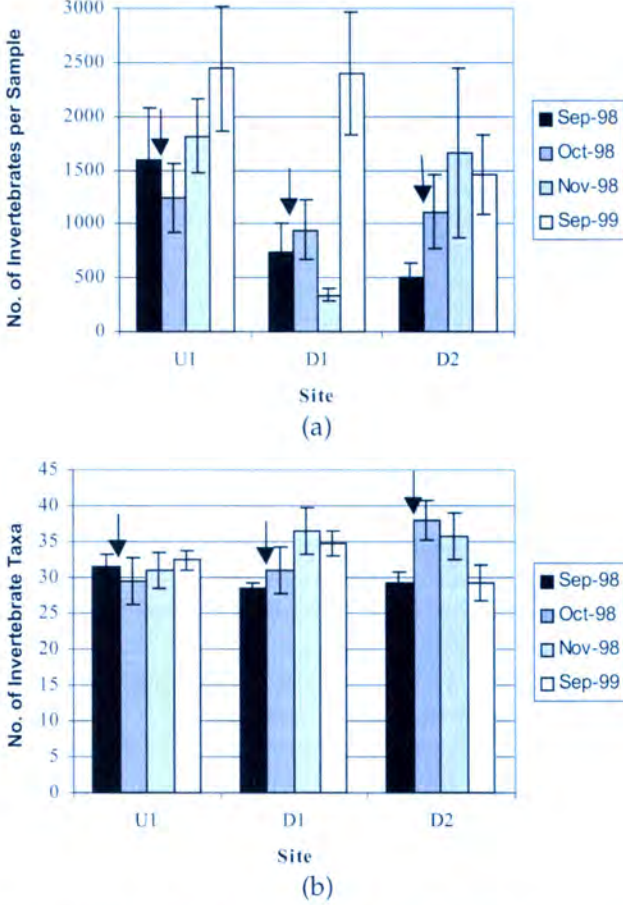 No. of Invertebrates per Sample
3000
2500
2000
1500
1000
500
0
U1 D1 D2
Site
Sep-98
Oct-98
Nov-98
Sep-99
(a)
No. of Invertebrate Taxa
45
40
35
30
25
20
15
10
5
0
U1 D1 D2
Site
Sep-98
Oct-98
Nov-98
Sep-99
(b)